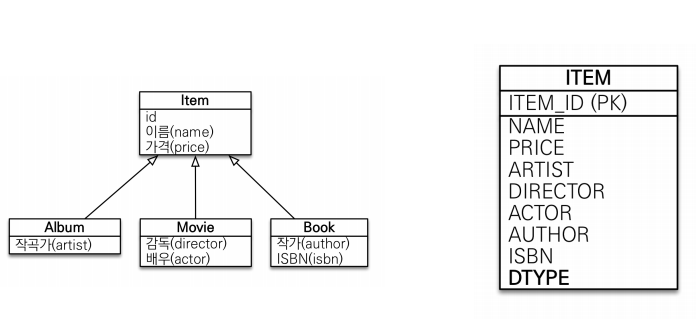 Item
id
이름(name)
가격(price)
Album
작곡가(artist)
Movie
감독(director)
배우(actor)
Book
작가(author)
ISBN(isbn)
ITEM
ITEM_ID (PK)
NAME
PRICE
ARTIST
DIRECTOR
ACTOR
AUTHOR
ISBN
DTYPE